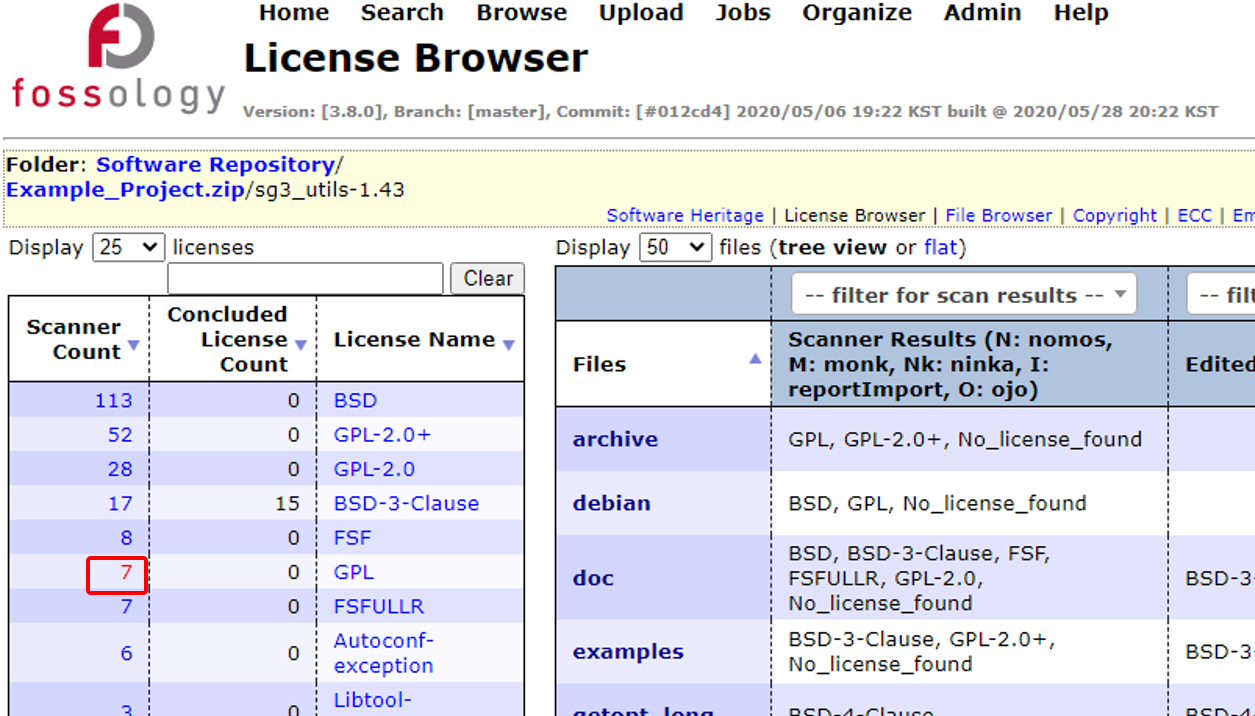 Home Search Browse Upload Jobs Organize Admin Help
fossology
License Browser
Version: [3.8.0], Branch: [master], Commit: [#012cd4] 2020/05/06 19:22 KST built @ 2020/05/28 20:22 KST
Folder: Software Repository/
Example_Project.zip/sg3_utils-1.43
Software Heritage | License Browser | File Browser | Copyright | ECC | Em
Display 25 licenses
Clear
Scanner Count
Concluded License Count
License Name
113 0 BSD
52 0 GPL-2.0+
28 0 GPL-2.0
17 15 BSD-3-Clause
8 0 FSF
7 0 GPL
7 0 FSFULLR
6 0 Autoconf-
exception
3 0 Libtool-
Display 50 files (tree view or flat)
-- filter for scan results -- -- filt
Files
Scanner Results (N: nomos,
M: monk, Nk: ninka, I:
reportImport, O: ojo)
Edited
archive GPL, GPL-2.0+, No_license_found
debian BSD, GPL, No_license_found
doc
BSD, BSD-3-Clause, FSF,
FSFULLR, GPL-2.0,
No_license_found
BSD-3-
examples
BSD-3-Clause, GPL-2.0+,
No_license_found
BSD-3-
getopt_long BSD-4-Clause BSD-4-